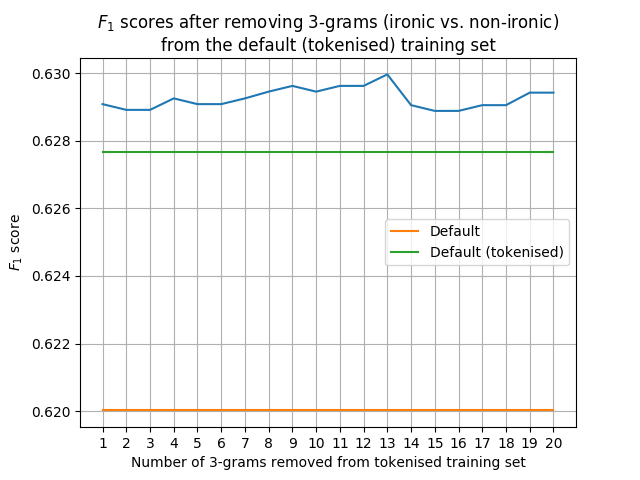 F1 scores after removing 3-grams (ironic vs. non-ironic)
from the default (tokenised) training set
F1 score
0.630
0.628
0.626
0.624
0.622
0.620
Default
Default (tokenised)
1 2 3 4 5 6 7 8 9 10 11 12 13 14 15 16 17 18 19 20
Number of 3-grams removed from tokenised training set